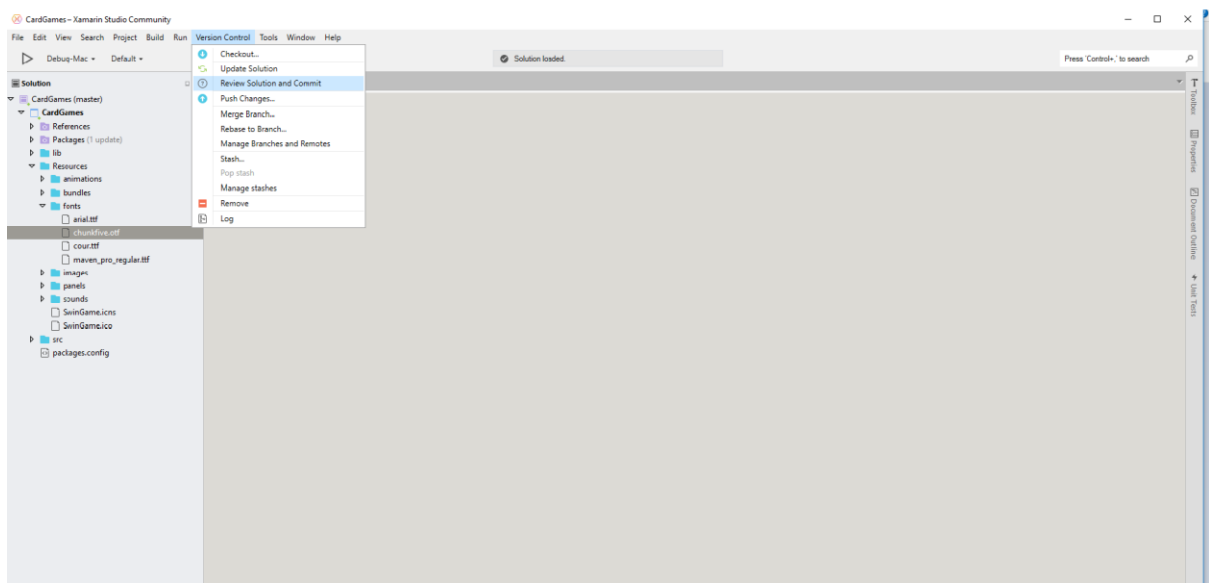 CardGames – Xamarin Studio Community
File Edit View Search Project Build Run Version Control Tools Window Help
Debug-Mac Default
Solution loaded.
Press 'Control+,' to search
Checkout...
Update Solution
Review Solution and Commit
Push Changes...
Merge Branch...
Rebase to Branch...
Manage Branches and Remotes
Stash...
Pop stash
Manage stashes
Remove
Log
Solution
CardGames (master)
CardGames
References
Packages (1 update)
lib
Resources
animations
bundles
fonts
arial.ttf
chunkfive.otf
cour.ttf
maven_pro_regular.ttf
images
panels
sounds
SwinGame.icns
SwinGame.ico
src
packages.config
Toolbox
Properties
Document Outline
Unit Tests